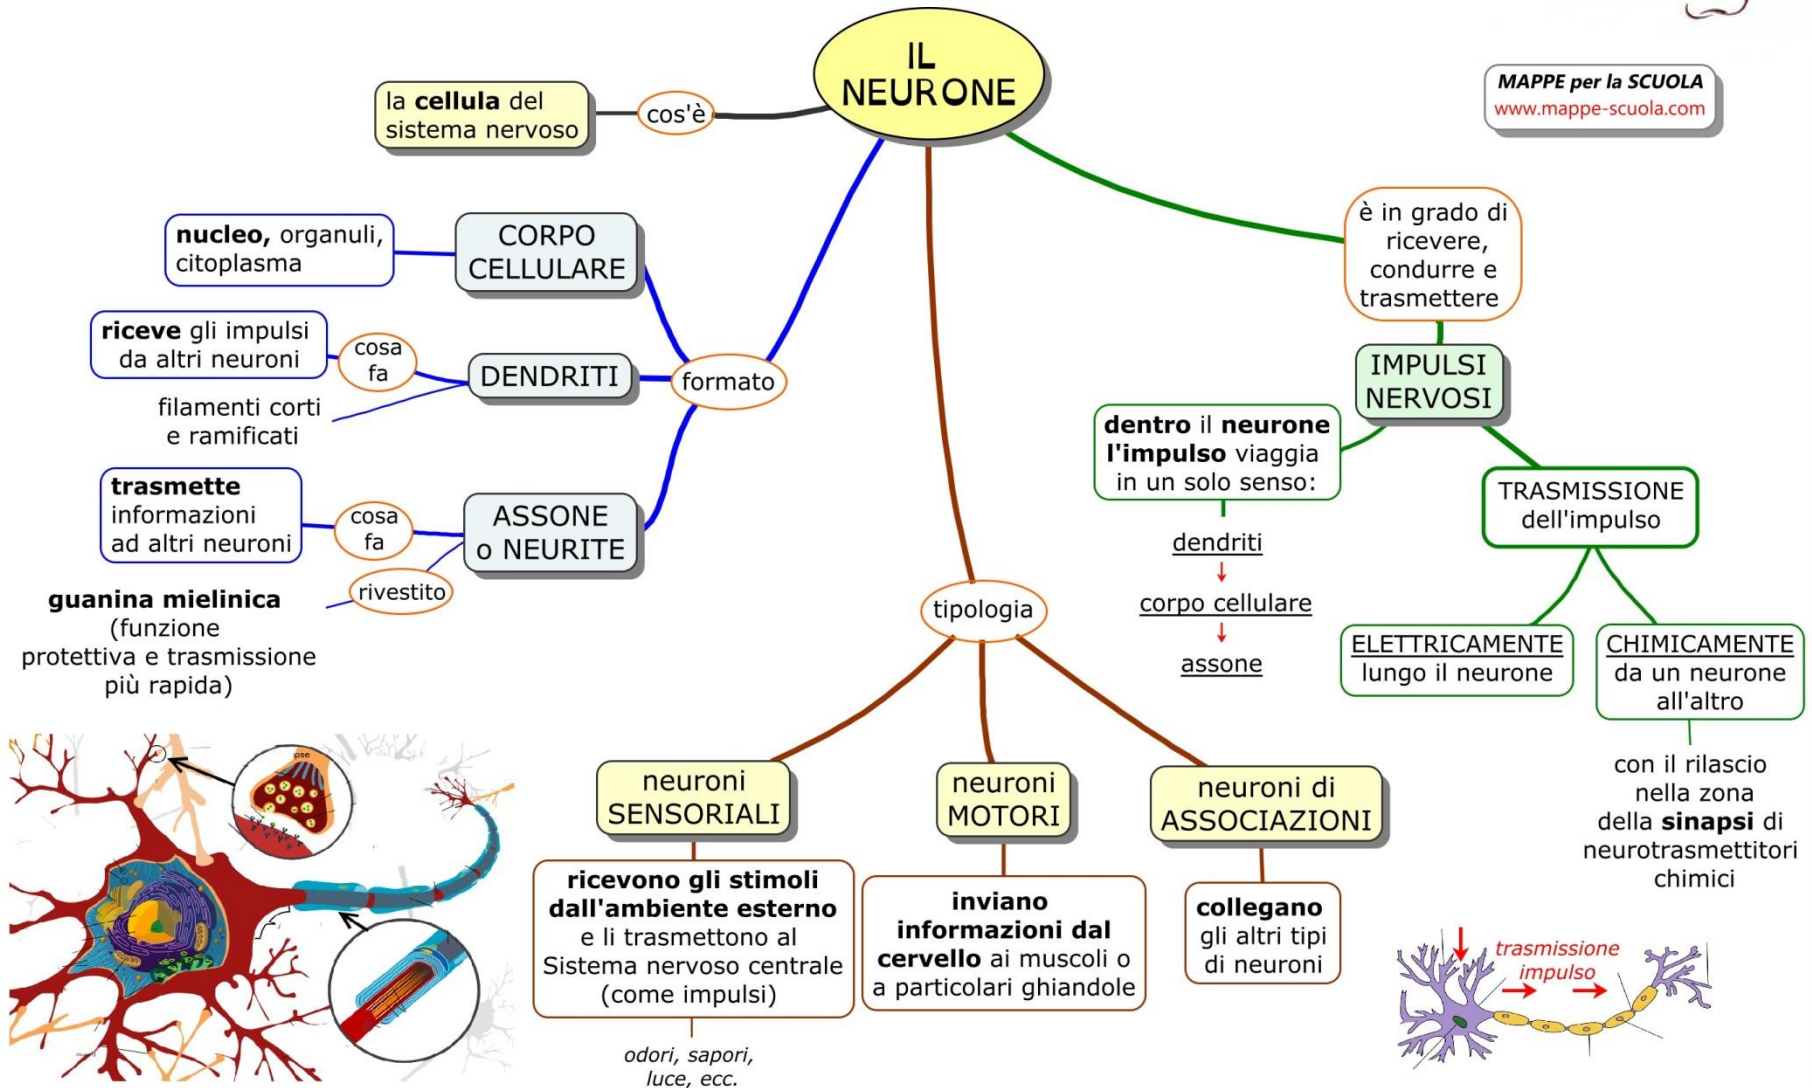 IL
NEURONE
MAPPE per la SCUOLA
www.mappe-scuola.com
la cellula del
sistema nervoso
cos'è
nucleo, organuli,
citoplasma
CORPO
CELLULARE
riceve gli impulsi
da altri neuroni
cosa
fa
DENDRITI
formato
filamenti corti
e ramificati
trasmette
informazioni
ad altri neuroni
cosa
fa
ASSONE
o NEURITE
rivestito
guanina mielinica
(funzione
protettiva e trasmissione
più rapida)
tipologia
neuroni
SENSORIALI
ricevono gli stimoli
dall'ambiente esterno
e li trasmettono al
Sistema nervoso centrale
(come impulsi)
odori, sapori,
luce, ecc.
neuroni
MOTORI
inviano
informazioni dal
cervello ai muscoli o
a particolari ghiandole
neuroni di
ASSOCIAZIONI
collegano
gli altri tipi
di neuroni
è in grado di
ricevere,
condurre e
trasmettere
IMPULSI
NERVOSI
dentro il neurone
l'impulso viaggia
in un solo senso:
dendriti
corpo cellulare
assone
TRASMISSIONE
dell'impulso
ELETTRICAMENTE
lungo il neurone
CHIMICAMENTE
da un neurone
all'altro
con il rilascio
nella zona
della sinapsi di
neurotrasmettitori
chimici
trasmissione
impulso
pse